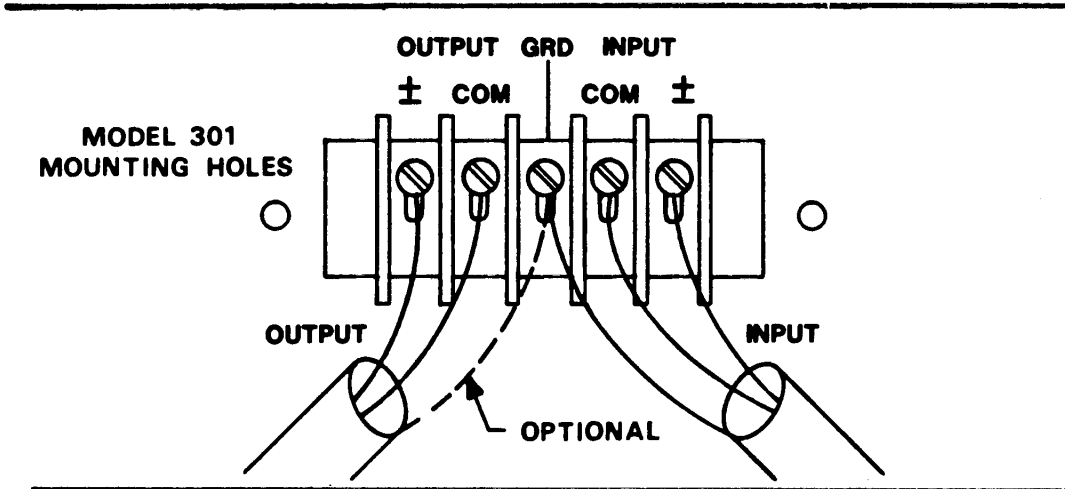 OUTPUT GRD INPUT
± COM COM ±
MODEL 301
MOUNTING HOLES
OUTPUT
INPUT
OPTIONAL